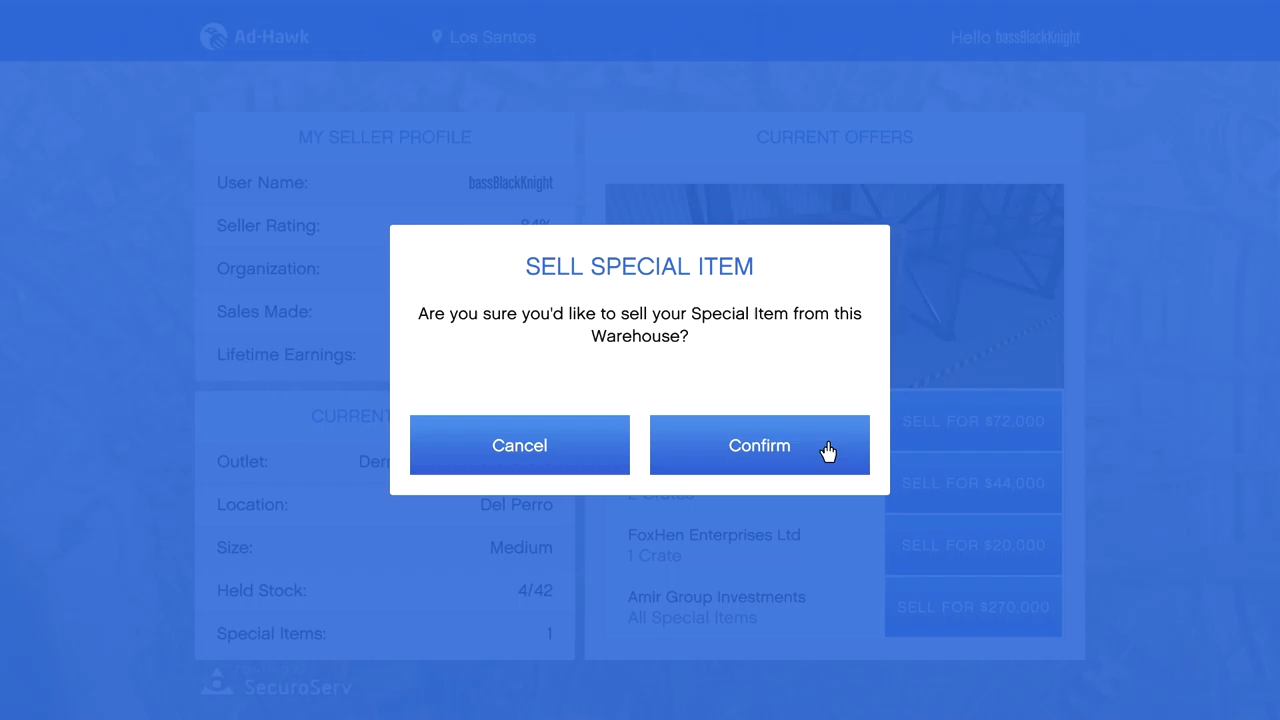 Ad-Hawk
Los Santos
Hello bassBlackKnight
MY SELLER PROFILE
User Name: bassBlackKnight
Seller Rating: 84%
Organization:
Sales Made:
Lifetime Earnings:
CURRENT
Outlet:
Location: Del Perro
Size: Medium
Held Stock: 4/42
Special Items: 1
CURRENT OFFERS
SELL FOR $72,000
SELL FOR $44,000
2 Crates
FoxHen Enterprises Ltd
1 Crate
SELL FOR $20,000
Amir Group Investments
All Special Items
SELL FOR $270,000
SELL SPECIAL ITEM
Are you sure you'd like to sell your Special Item from this
Warehouse?
Cancel
Confirm
SecuroServ